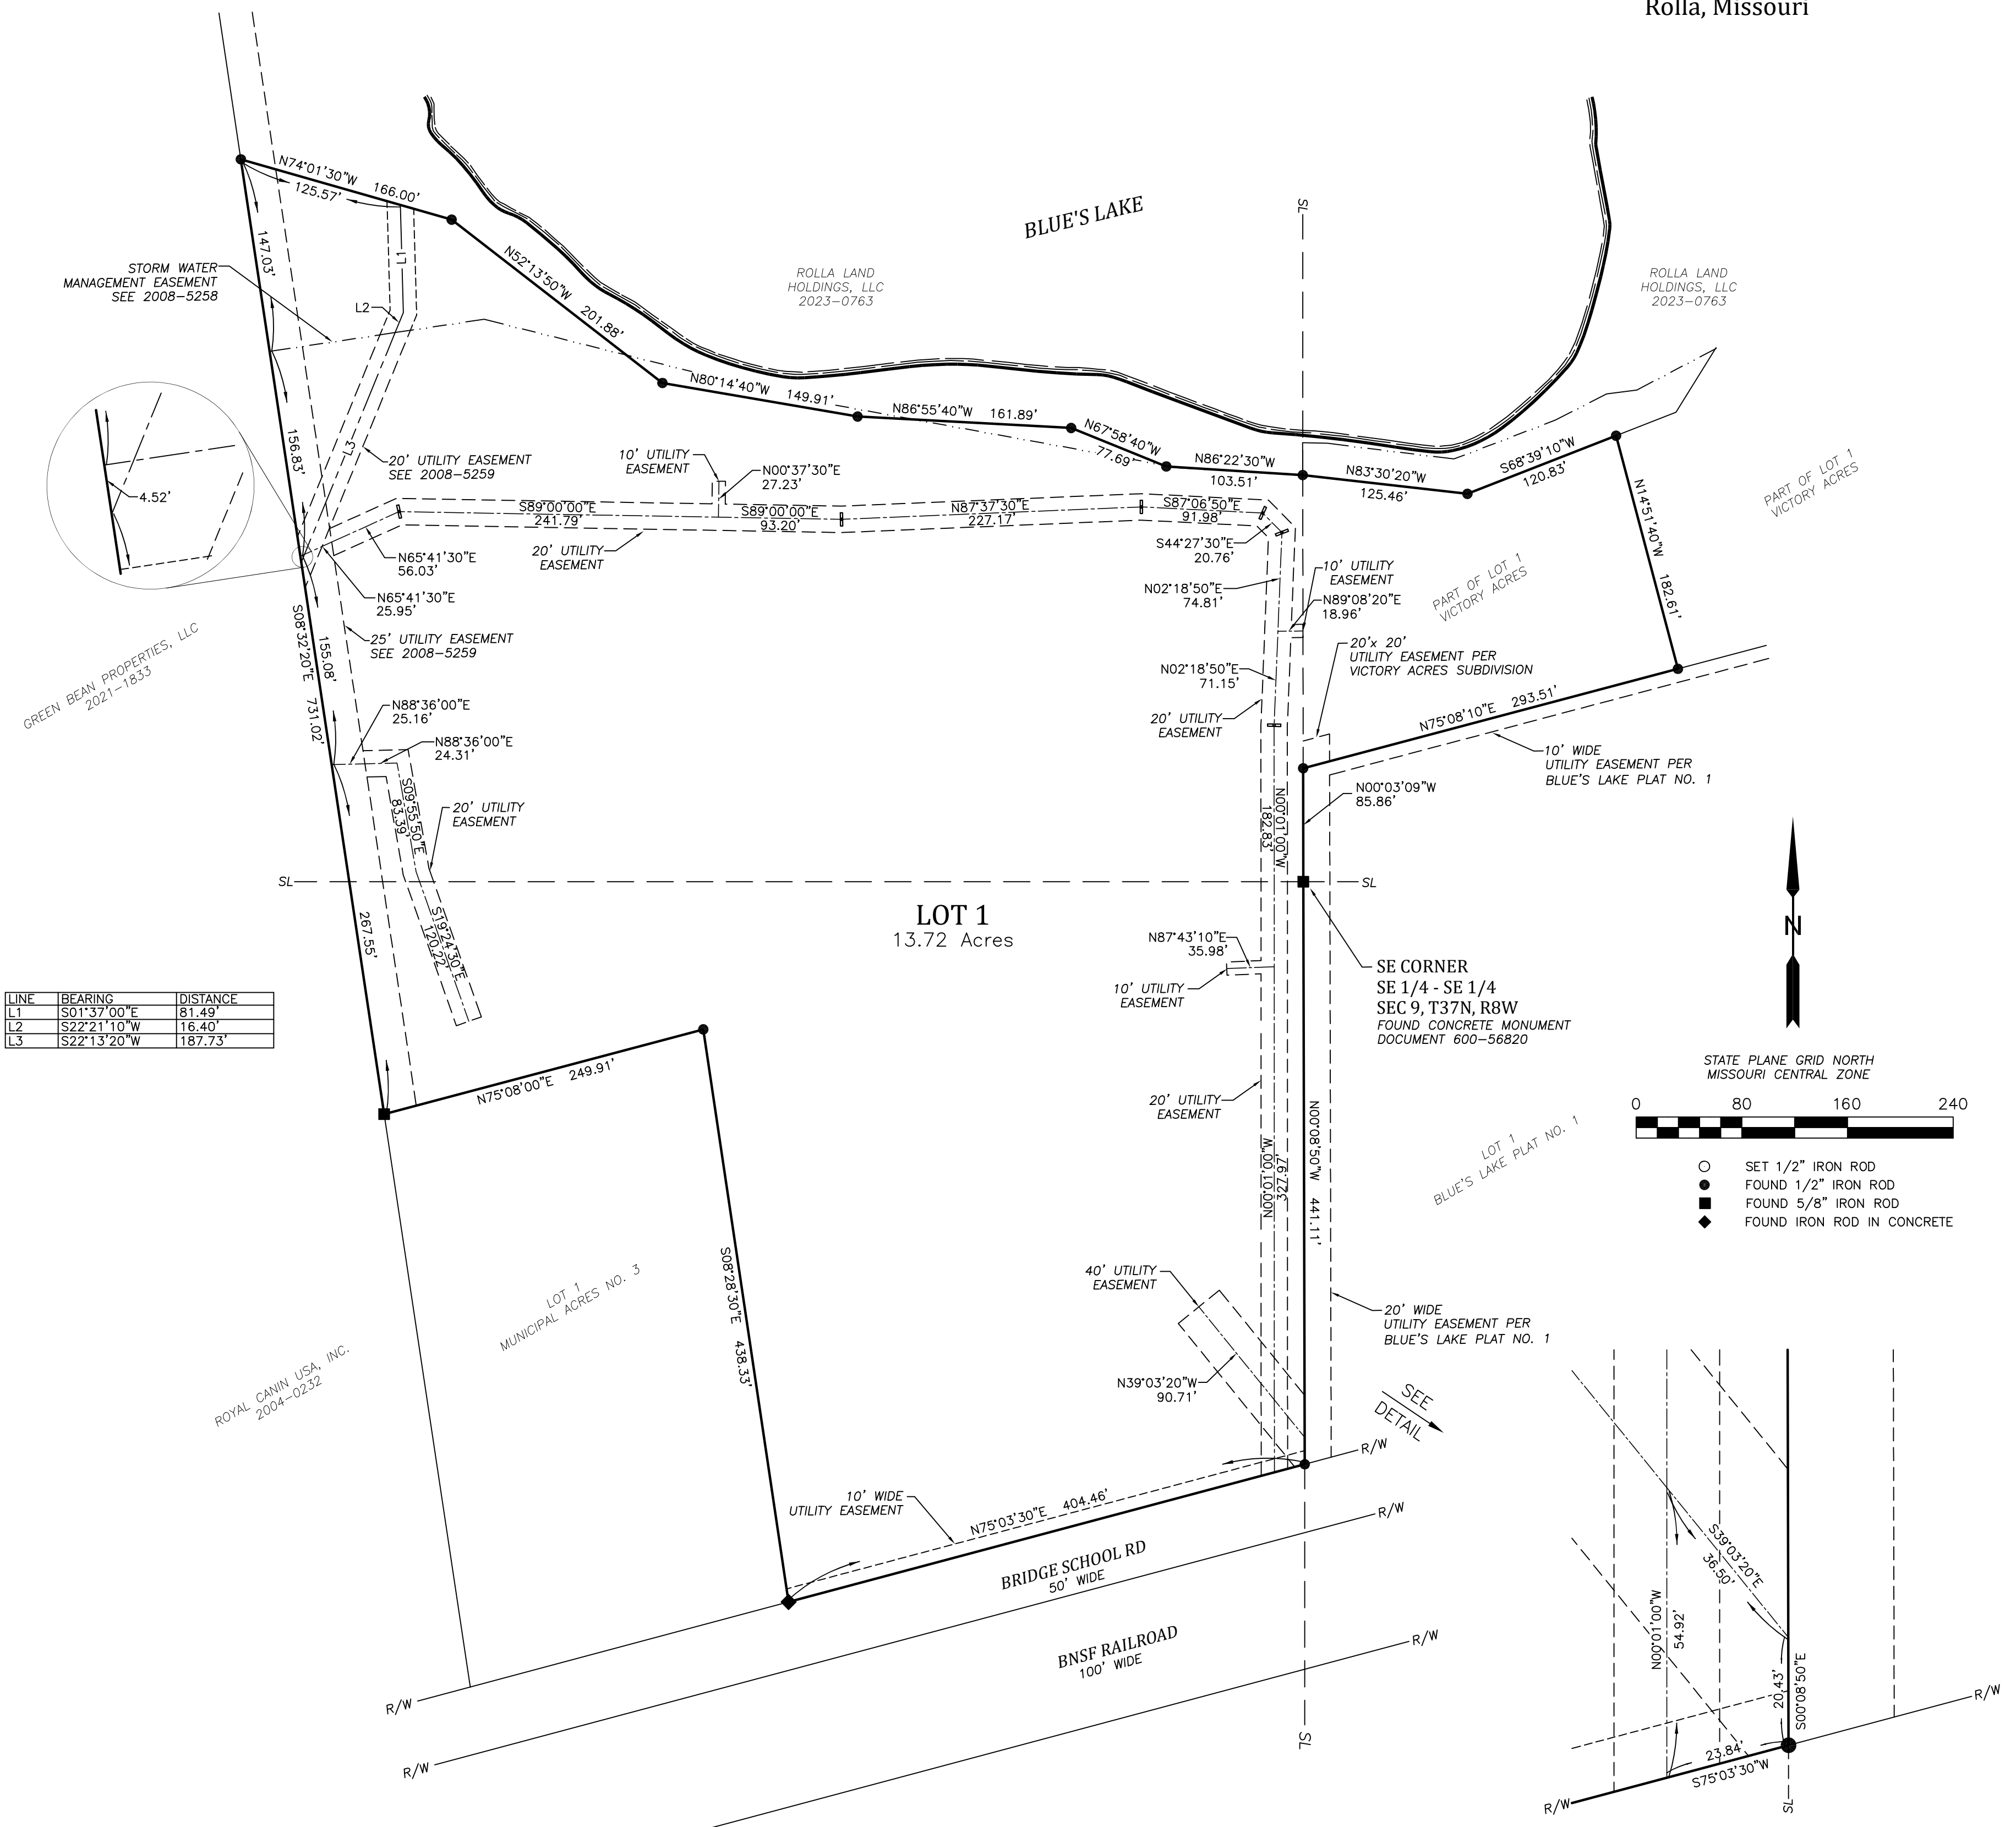 Rolla, Missouri
N74°01'30"W 166.00'
125.57'
147.03'
STORM WATER
MANAGEMENT EASEMENT
SEE 2008-5258
L1
L2
L3
N52°13'50"W 201.88'
BLUE'S LAKE
SL
ROLLA LAND
HOLDINGS, LLC
2023-0763
ROLLA LAND
HOLDINGS, LLC
2023-0763
N80°14'40"W 149.91'
N86°55'40"W 161.89'
N67°58'40"W
77.69'
N86°22'30"W
103.51'
N83°30'20"W
125.46'
S68°39'10"W
120.83'
N14°51'40"W 182.61'
PART OF LOT 1
VICTORY ACRES
4.52'
156.83'
20' UTILITY EASEMENT
SEE 2008-5259
10' UTILITY
EASEMENT
N00°37'30"E
27.23'
S89°00'00"E
241.79'
S89°00'00"E
93.20'
N87°37'30"E
227.17'
S87°06'50"E
91.98'
S44°27'30"E
20.76'
20' UTILITY
EASEMENT
N65°41'30"E
56.03'
N65°41'30"E
25.95'
N02°18'50"E
74.81'
10' UTILITY
EASEMENT
N89°08'20"E
18.96'
PART OF LOT 1
VICTORY ACRES
25' UTILITY EASEMENT
SEE 2008-5259
GREEN BEAN PROPERTIES, LLC
2021-1833
S08°32'20"E 731.02'
155.08'
20'x 20'
UTILITY EASEMENT PER
VICTORY ACRES SUBDIVISION
N02°18'50"E
71.15'
20' UTILITY
EASEMENT
N75°08'10"E 293.51'
10' WIDE
UTILITY EASEMENT PER
BLUE'S LAKE PLAT NO. 1
N88°36'00"E
25.16'
N88°36'00"E
24.31'
S09°55'50"E
83.39'
20' UTILITY
EASEMENT
N00°03'09"W
85.86'
N00°01'00"W
182.83'
SL
SL
LOT 1
13.72 Acres
267.55'
S19°24'30"E
120.22'
N87°43'10"E
35.98'
10' UTILITY
EASEMENT
SE CORNER
SE 1/4 - SE 1/4
SEC 9, T37N, R8W
FOUND CONCRETE MONUMENT
DOCUMENT 600-56820
N
STATE PLANE GRID NORTH
MISSOURI CENTRAL ZONE
0 80 160 240
SET 1/2" IRON ROD
FOUND 1/2" IRON ROD
FOUND 5/8" IRON ROD
FOUND IRON ROD IN CONCRETE
LINE BEARING DISTANCE
L1 S01°37'00"E 81.49'
L2 S22°21'10"W 16.40'
L3 S22°13'20"W 187.73'
N75°08'00"E 249.91'
20' UTILITY
EASEMENT
N00°01'00"W
327.97'
N00°08'50"W 441.11'
LOT 1
BLUE'S LAKE PLAT NO. 1
S08°28'30"E 438.33'
LOT 1
MUNICIPAL ACRES NO. 3
ROYAL CANIN USA, INC.
2004-0232
40' UTILITY
EASEMENT
N39°03'20"W
90.71'
20' WIDE
UTILITY EASEMENT PER
BLUE'S LAKE PLAT NO. 1
SEE
DETAIL
10' WIDE
UTILITY EASEMENT
N75°03'30"E 404.46'
R/W
R/W
BRIDGE SCHOOL RD
50' WIDE
BNSF RAILROAD
100' WIDE
R/W
R/W
R/W
SL
S39°03'20"E
36.50'
N00°01'00"W
54.92'
20.43'
S00°08'50"E
23.84'
S75°03'30"W
R/W
R/W
SL